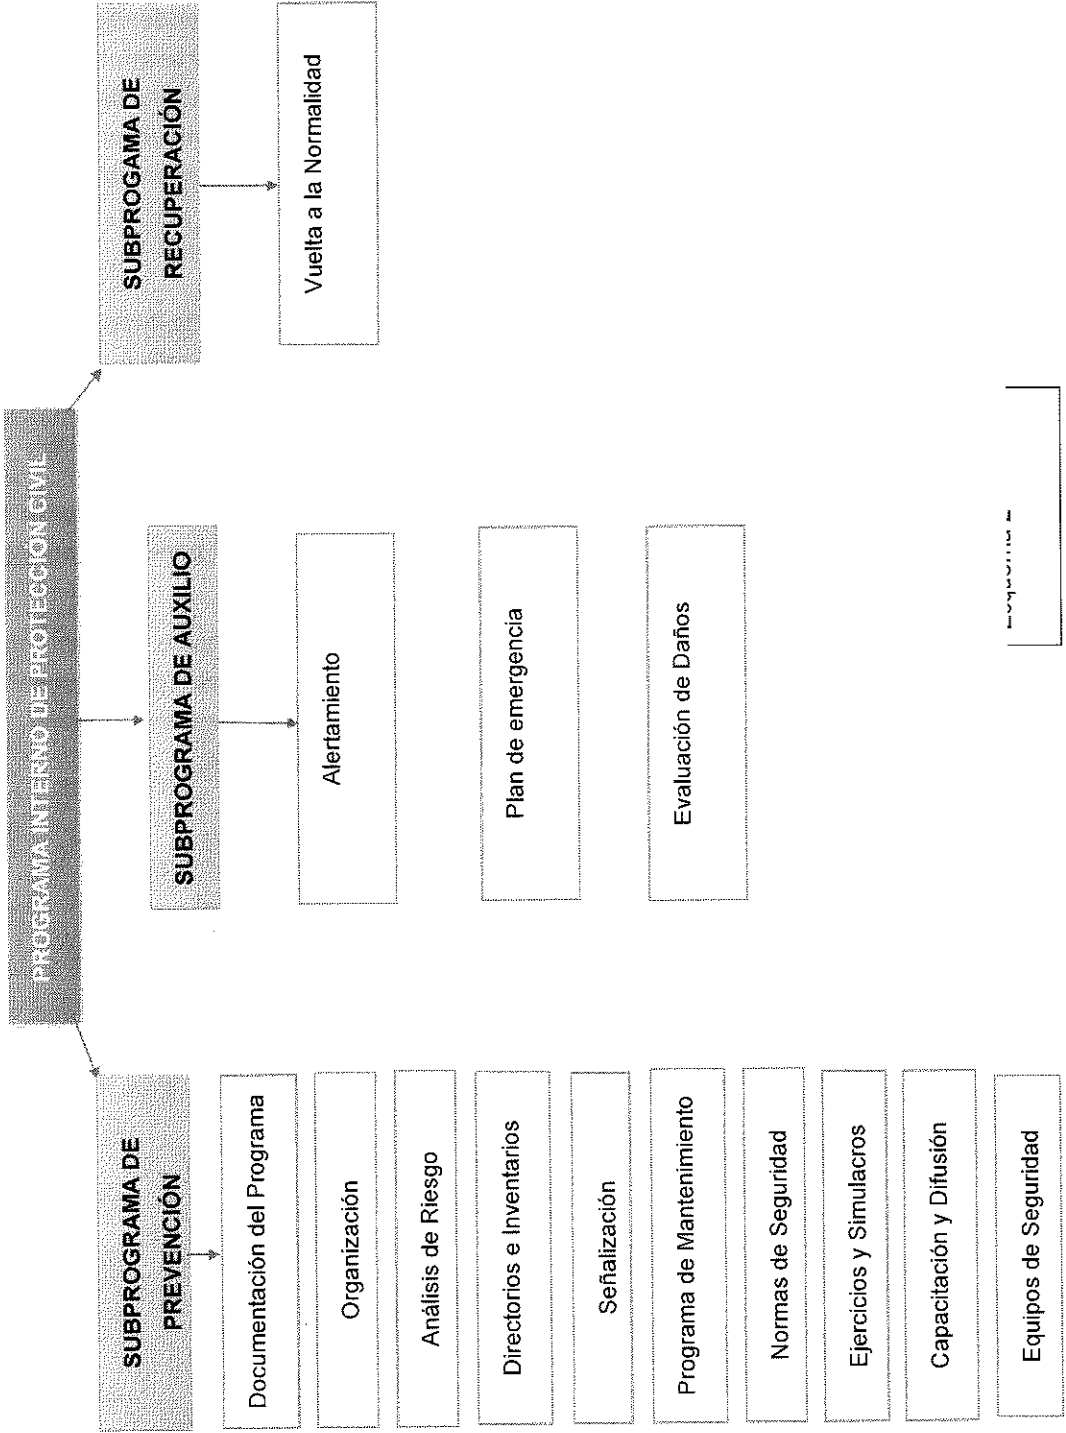 PROGRAMA INTERNO DE PROTECCIÓN CIVIL
SUBPROGRAMA DE
PREVENCIÓN
Documentación del Programa
Organización
Análisis de Riesgo
Directorios e Inventarios
Señalización
Programa de Mantenimiento
Normas de Seguridad
Ejercicios y Simulacros
Capacitación y Difusión
Equipos de Seguridad
SUBPROGRAMA DE AUXILIO
Alertamiento
Plan de emergencia
Evaluación de Daños
SUBPROGAMA DE
RECUPERACIÓN
Vuelta a la Normalidad